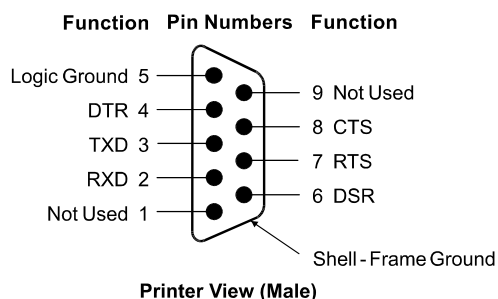 Function Pin Numbers Function
Logic Ground 5
9 Not Used
DTR 4
8 CTS
TXD 3
7 RTS
RXD 2
6 DSR
Not Used 1
Shell - Frame Ground
Printer View (Male)